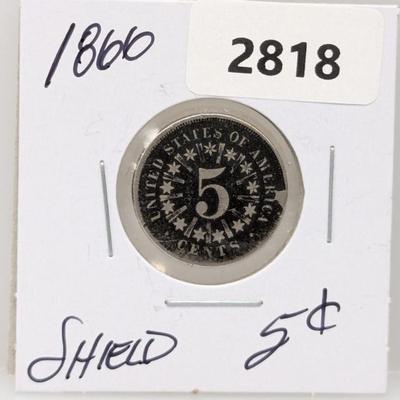 1866
2818
UNITED STATES OF AMERICA
5
CENTS
SHIELD 5¢